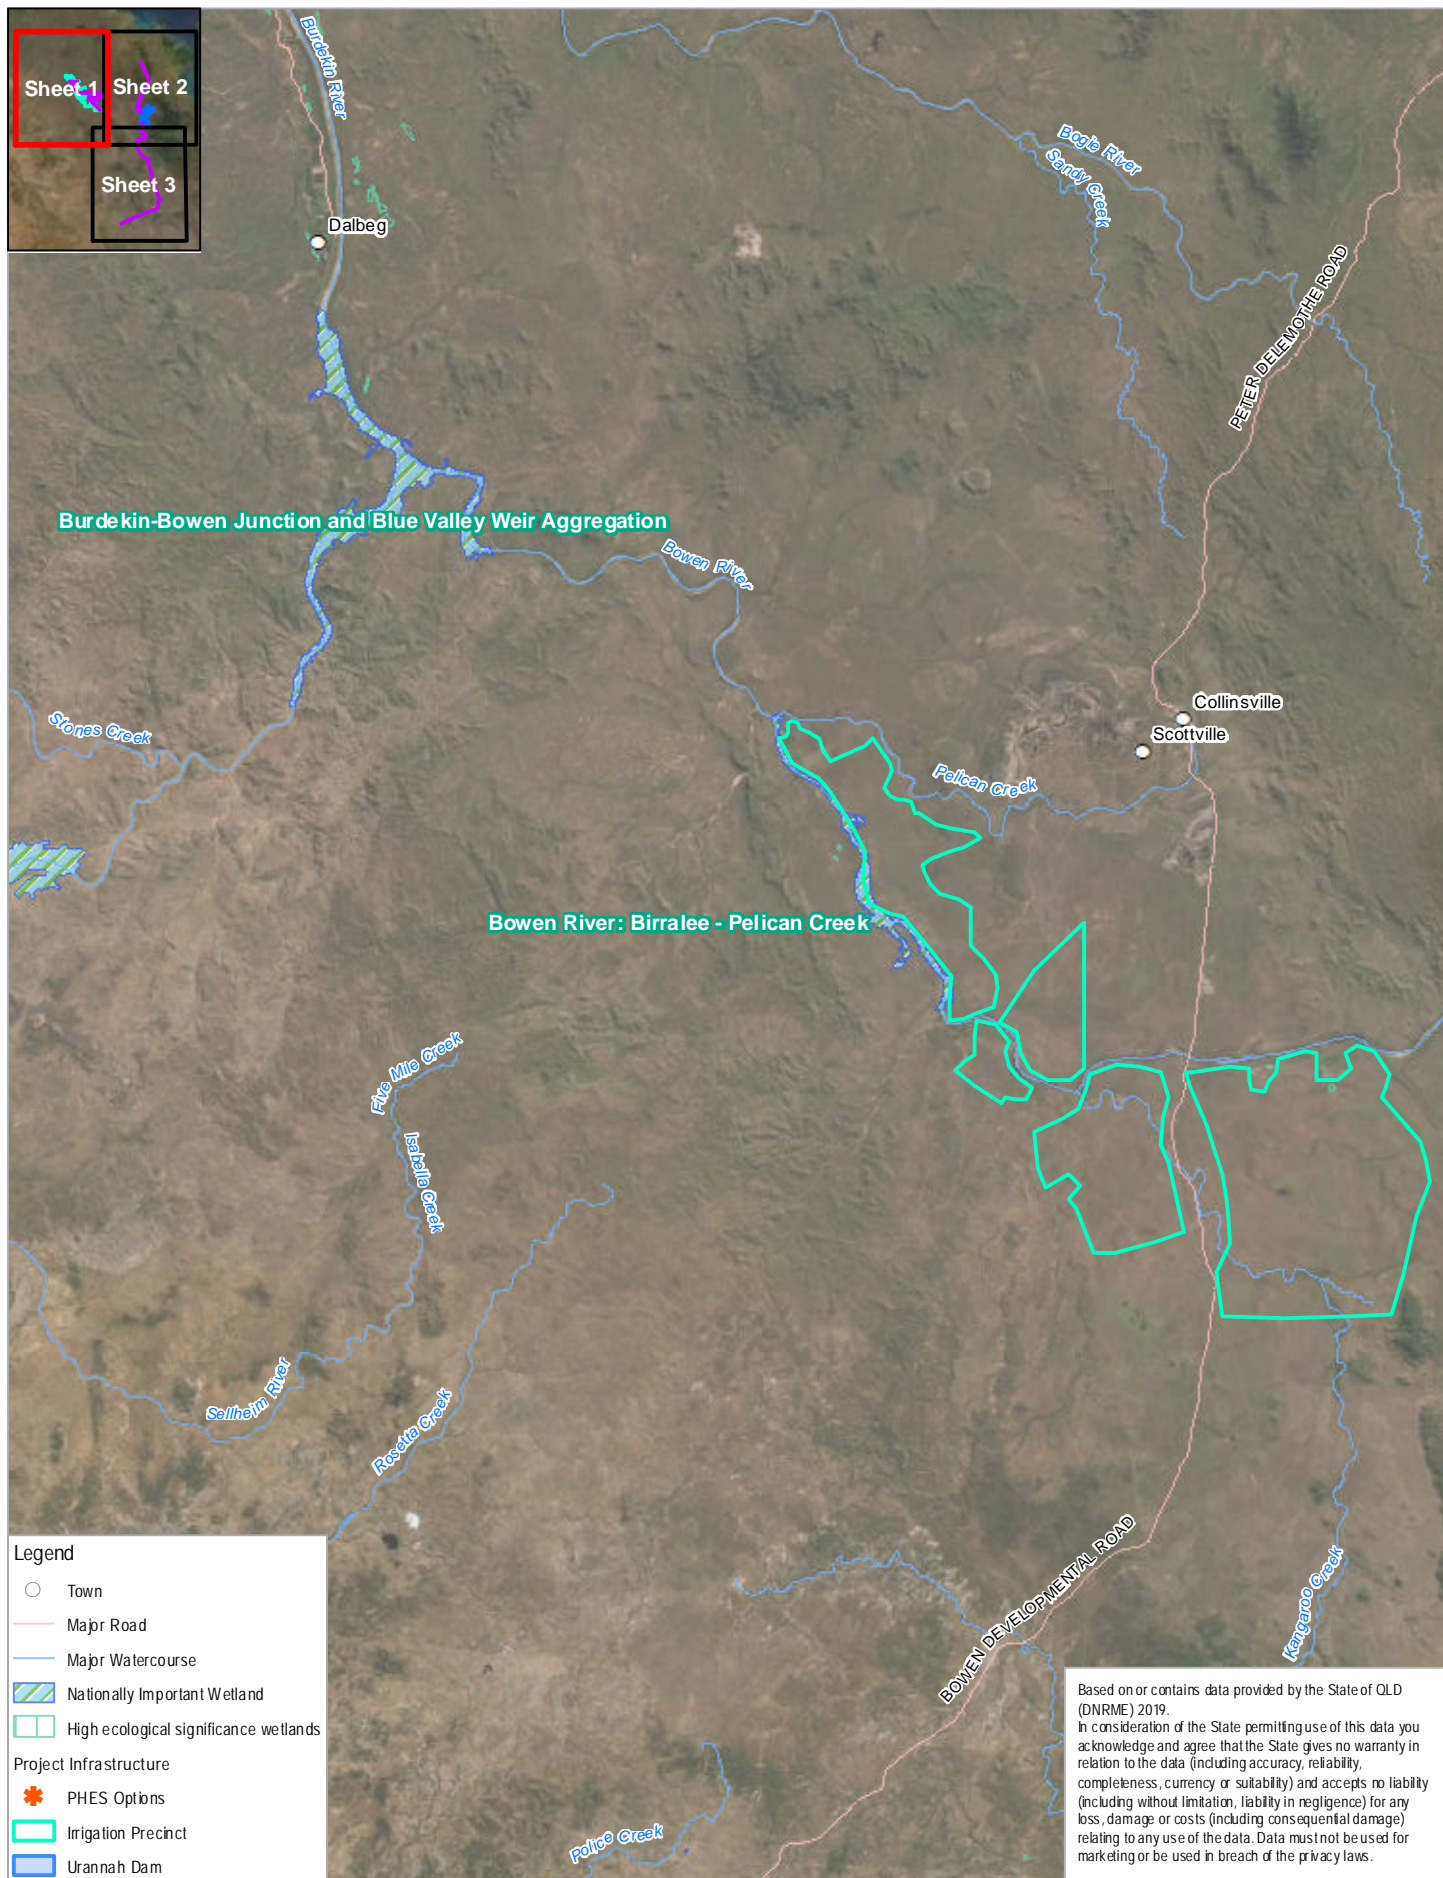 Sheet 1
Sheet 2
Sheet 3
Burdekin River
Bogie River
Sandy Creek
Dalbeg
PETER DELEMOTHE ROAD
Burdekin-Bowen Junction and Blue Valley Weir Aggregation
Bowen River
Collinsville
Stones Creek
Scottville
Pelican Creek
Bowen River: Birralee - Pelican Creek
Five Mile Creek
Isabella Creek
Sellheim River
Rosetta Creek
BOWEN DEVELOPMENTAL ROAD
Kangaroo Creek
Police Creek
Legend
Town
Major Road
Major Watercourse
Nationally Important Wetland
High ecological significance wetlands
Project Infrastructure
PHES Options
Irrigation Precinct
Urannah Dam
Based on or contains data provided by the State of QLD
(DNRME) 2019.
In consideration of the State permitting use of this data you
acknowledge and agree that the State gives no warranty in
relation to the data (including accuracy, reliability,
completeness, currency or suitability) and accepts no liability
(including without limitation, liability in negligence) for any
loss, damage or costs (including consequential damage)
relating to any use of the data. Data must not be used for
marketing or be used in breach of the privacy laws.